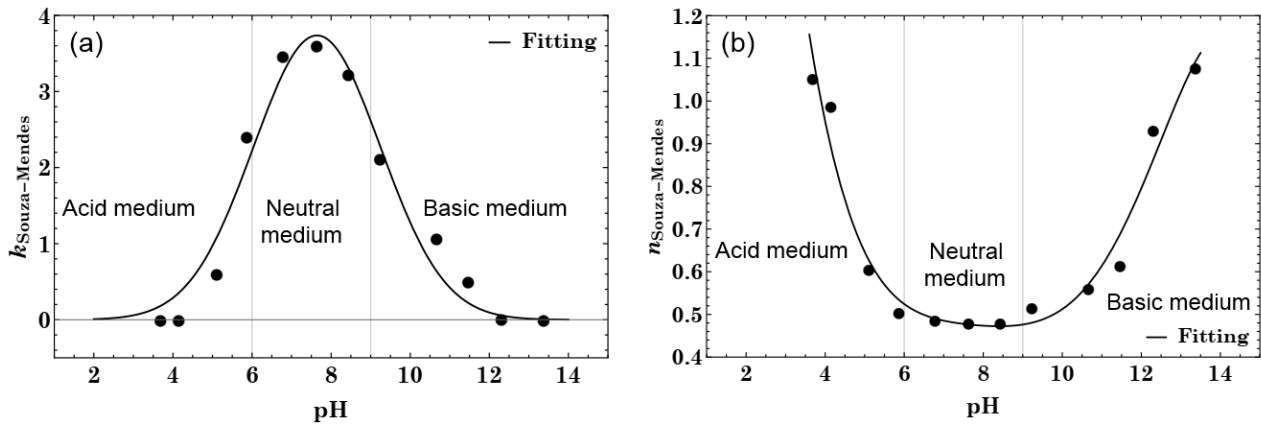 (a)
Fitting
k Souza−Mendes
Acid medium
Neutral
medium
Basic medium
4
3
2
1
0
2
4
6
8
10
12
14
pH
(b)
n Souza−Mendes
Acid medium
Neutral
medium
Basic medium
Fitting
1.2
1.1
1.0
0.9
0.8
0.7
0.6
0.5
0.4
2
4
6
8
10
12
14
pH